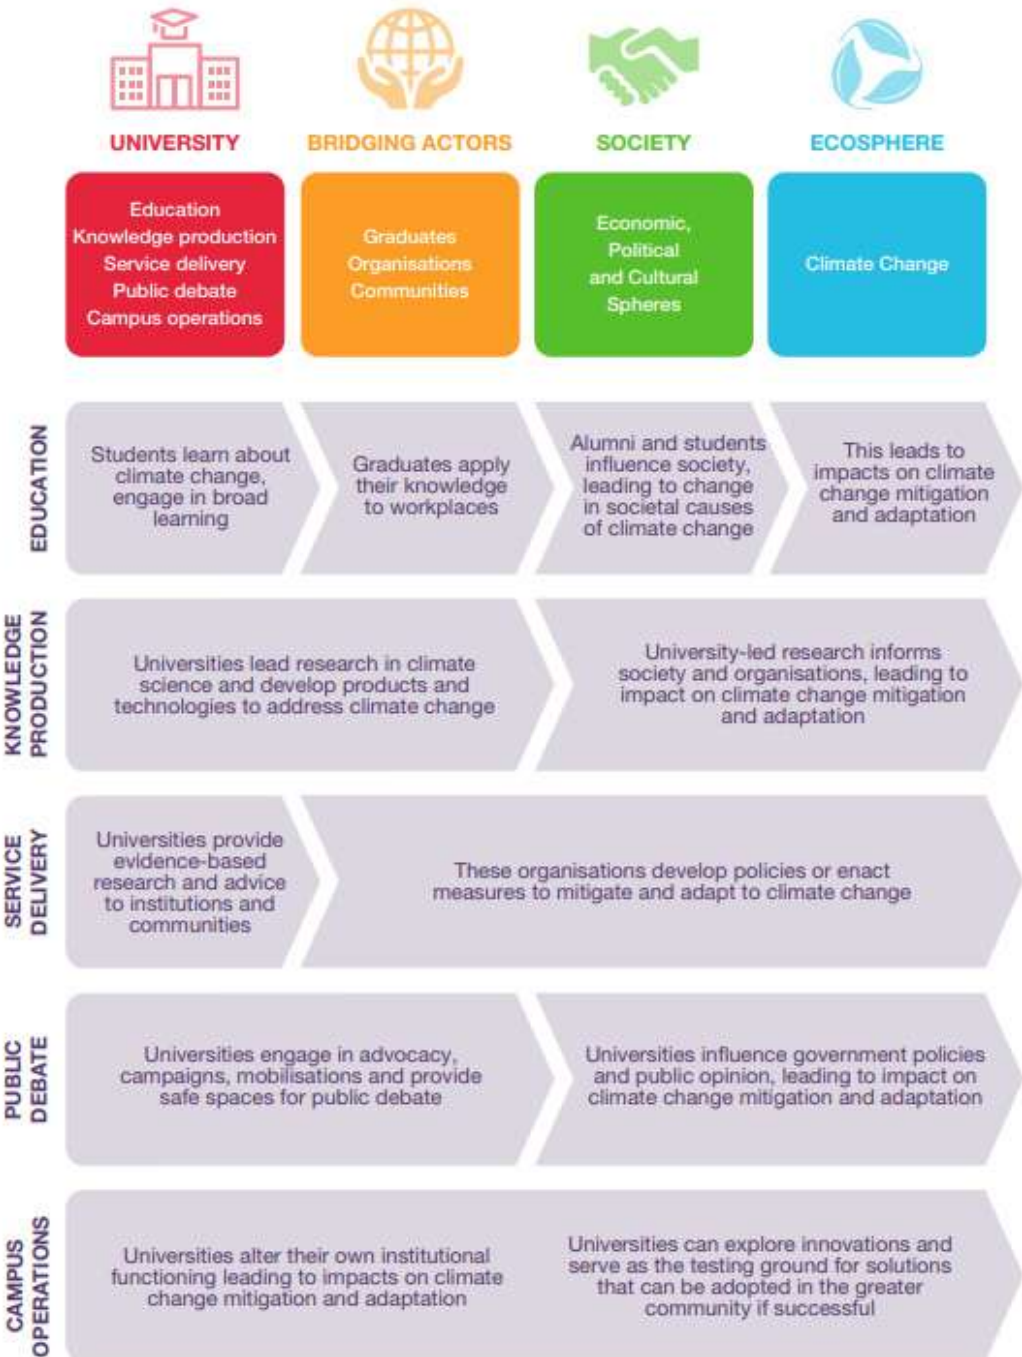 UNIVERSITY
BRIDGING ACTORS
SOCIETY
ECOSPHERE
Education
Knowledge production
Service delivery
Public debate
Campus operations
Graduates
Organisations
Communities
Economic,
Political
and Cultural
Spheres
Climate Change
EDUCATION
Students learn about
climate change,
engage in broad
learning
Graduates apply
their knowledge
to workplaces
Alumni and students
influence society,
leading to change
in societal causes
of climate change
This leads to
impacts on climate
change mitigation
and adaptation
KNOWLEDGE
PRODUCTION
Universities lead research in climate
science and develop products and
technologies to address climate change
University-led research informs
society and organisations, leading to
impact on climate change mitigation
and adaptation
SERVICE
DELIVERY
Universities provide
evidence-based
research and advice
to institutions and
communities
These organisations develop policies or enact
measures to mitigate and adapt to climate change
PUBLIC
DEBATE
Universities engage in advocacy,
campaigns, mobilisations and provide
safe spaces for public debate
Universities influence government policies
and public opinion, leading to impact on
climate change mitigation and adaptation
CAMPUS
OPERATIONS
Universities alter their own institutional
functioning leading to impacts on climate
change mitigation and adaptation
Universities can explore innovations and
serve as the testing ground for solutions
that can be adopted in the greater
community if successful